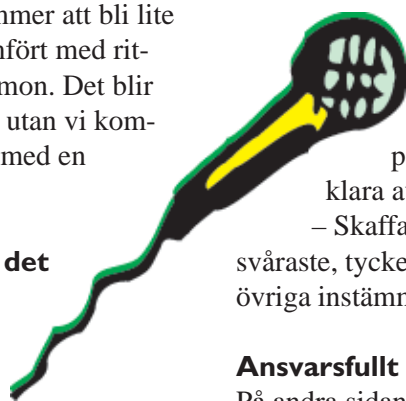 mmer att bli lite
nfört med rit-
mon. Det blir
utan vi kom-
med en
det
p
klara a
– Skaffa
svåraste, tycke
övriga instämn
Ansvarsfullt
På andra sidan